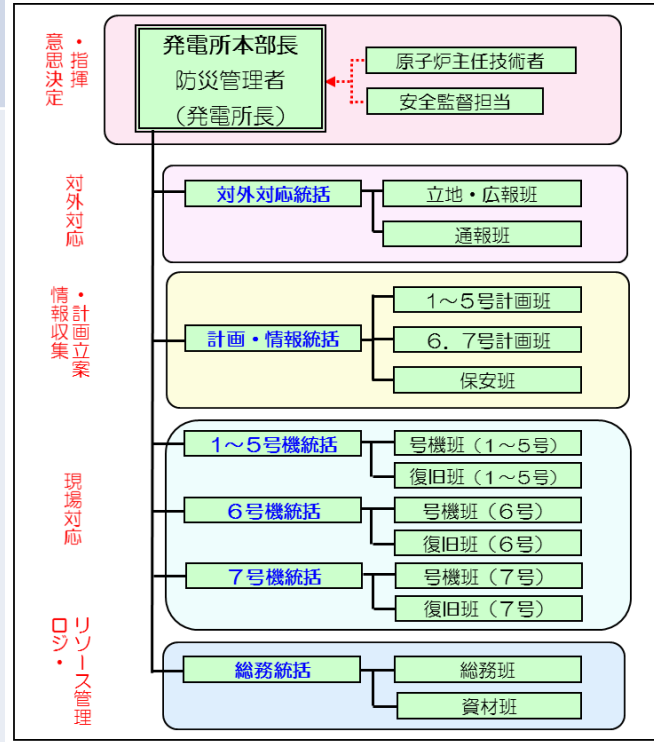 意思決定
・指揮
発電所本部長
防災管理者
(発電所長)
原子炉主任技術者
安全監督担当
対外対応
対外対応統括
立地・広報班
通報班
・計画立案
情報収集
計画・情報統括
1～5号計画班
6．7号計画班
保安班
現場対応
1～5号機統括
号機班(1～5号)
復旧班(1～5号)
6号機統括
号機班(6号)
復旧班(6号)
7号機統括
号機班(7号)
復旧班(7号)
リソース管理
ロジ・
総務統括
総務班
資材班